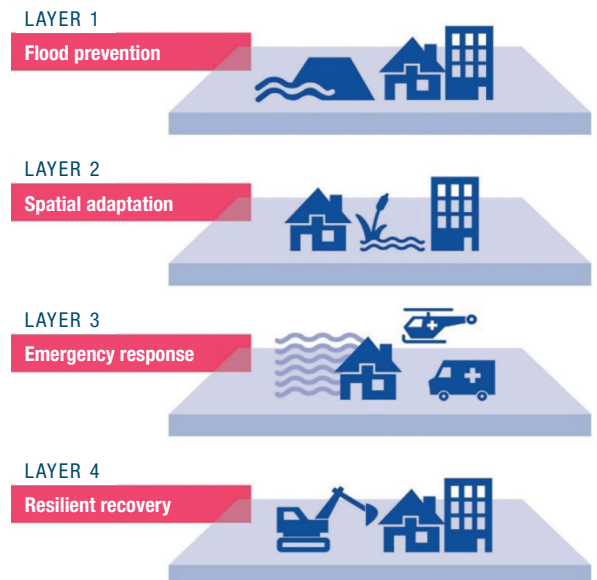 LAYER 1
Flood prevention
LAYER 2
Spatial adaptation
LAYER 3
Emergency response
LAYER 4
Resilient recovery